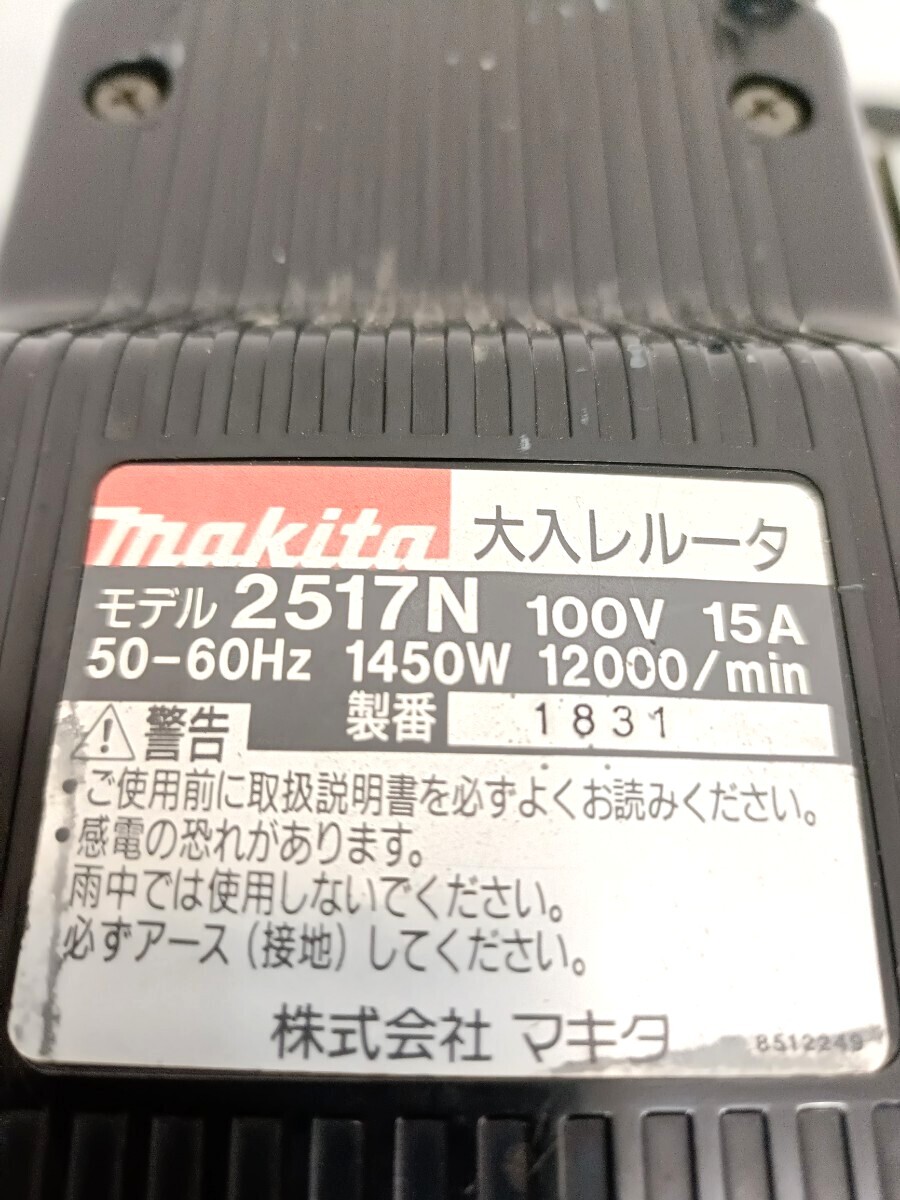 makita 大入レルータ
モデル 2517N 100V 15A
50-60Hz 1450W 12000/min
製番 1831
⚠警告
・ご使用前に取扱説明書を必ずよくお読みください。
・感電の恐れがあります。
雨中では使用しないでください。
必ずアース(接地)してください。
株式会社 マキタ 8512249